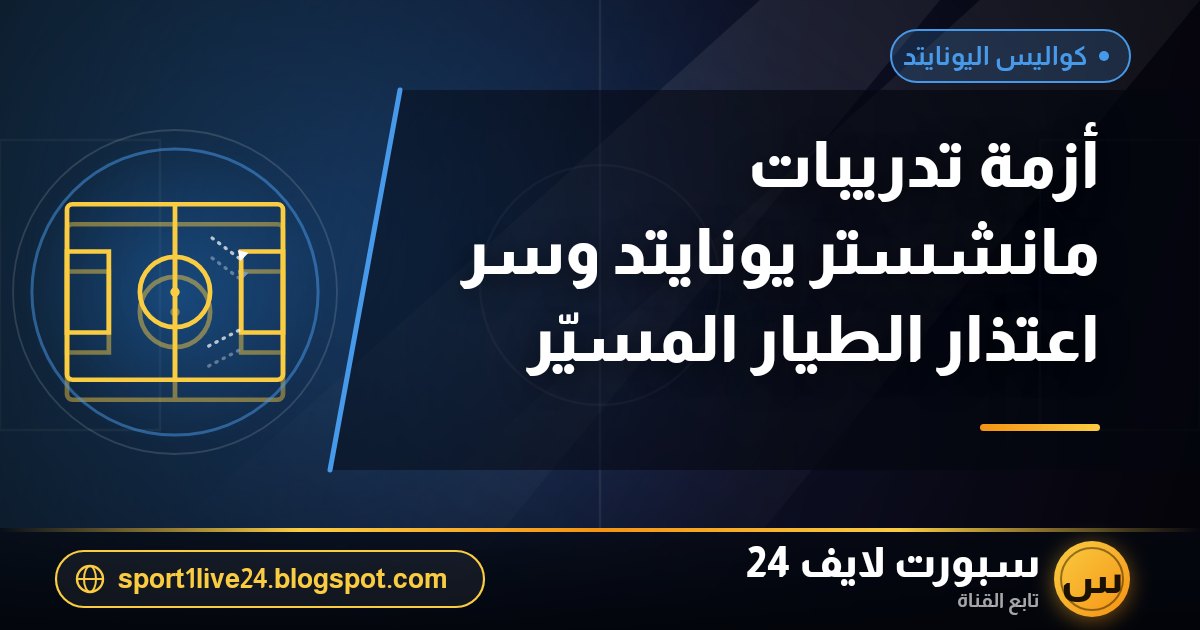 كواليس اليونايتد
أزمة تدريبات
مانشستر يونايتد وسر
اعتذار الطيار المسيّر
سبورت لايف 24
تابع القناة
س
sport1live24.blogspot.com